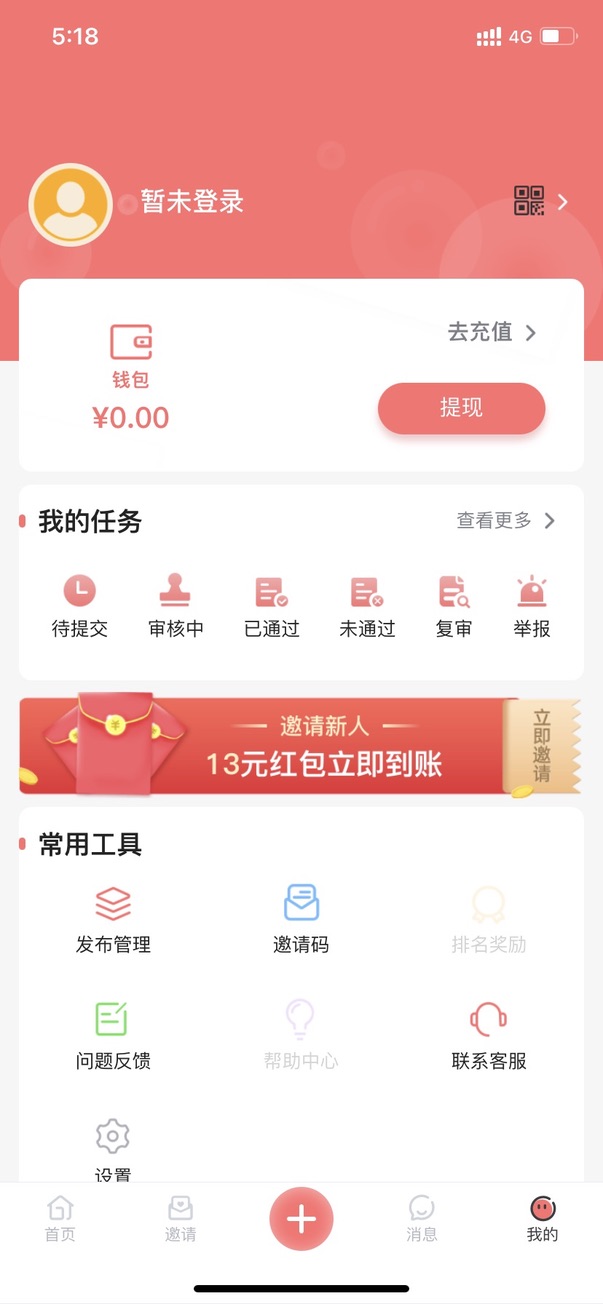 5:18
4G
暂未登录
去充值
钱包
¥0.00
提现
我的任务
查看更多
待提交
审核中
已通过
未通过
复审
举报
邀请新人
13元红包立即到账
立即邀请
常用工具
发布管理
邀请码
排名奖励
问题反馈
帮助中心
联系客服
设置
首页
邀请
消息
我的